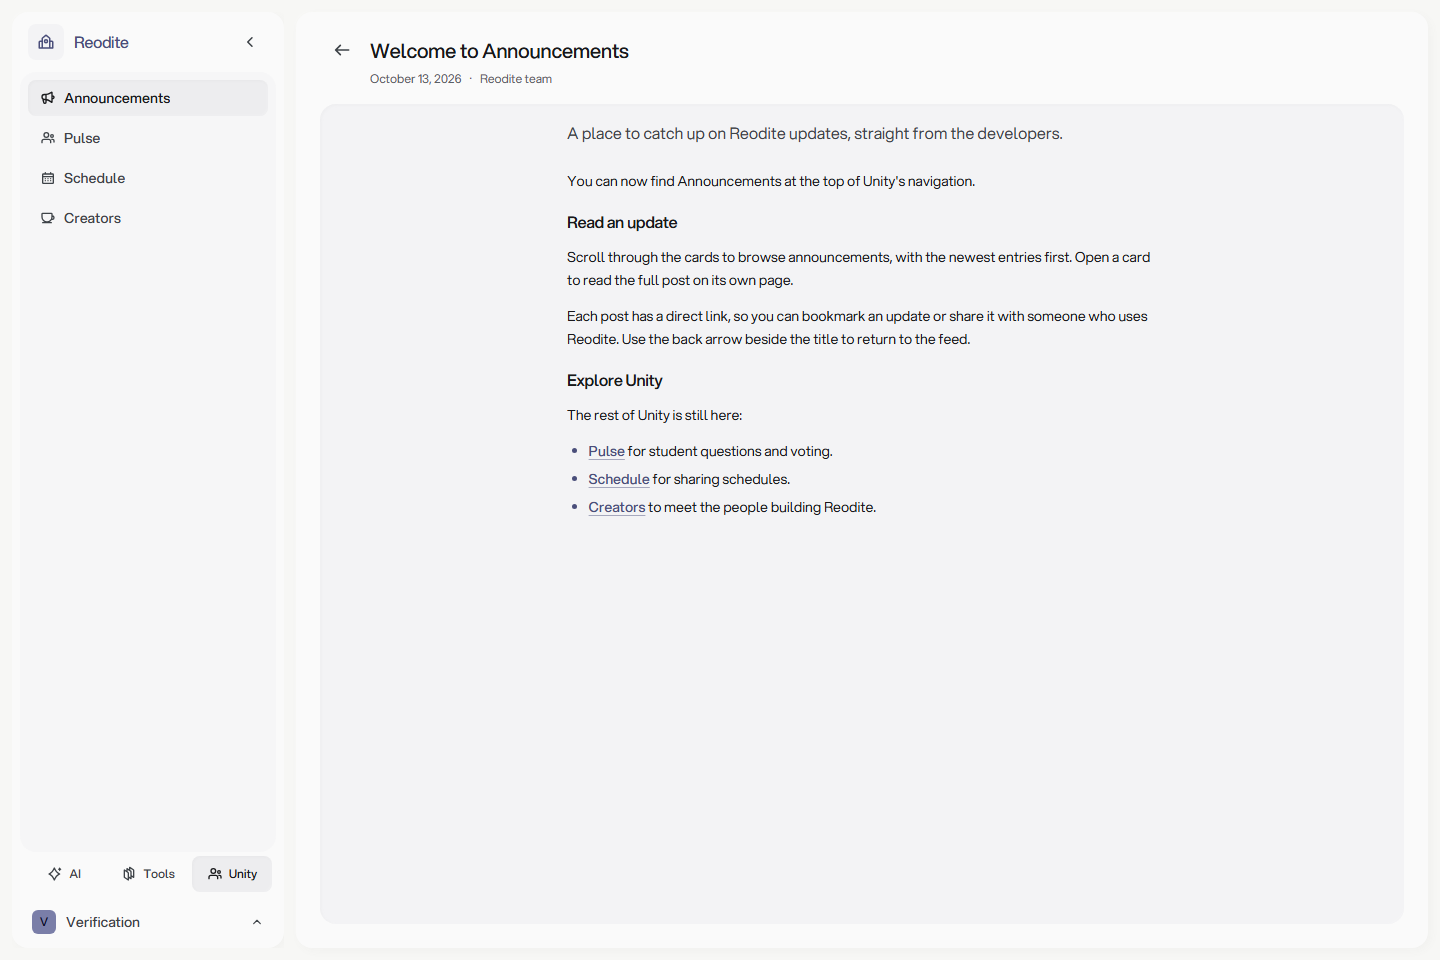 Reodite
Announcements
Pulse
Schedule
Creators
AI
Tools
Unity
V
Verification
Welcome to Announcements
October 13, 2026 · Reodite team
A place to catch up on Reodite updates, straight from the developers.
You can now find Announcements at the top of Unity's navigation.
Read an update
Scroll through the cards to browse announcements, with the newest entries first. Open a card
to read the full post on its own page.
Each post has a direct link, so you can bookmark an update or share it with someone who uses
Reodite. Use the back arrow beside the title to return to the feed.
Explore Unity
The rest of Unity is still here:
• Pulse for student questions and voting.
• Schedule for sharing schedules.
• Creators to meet the people building Reodite.